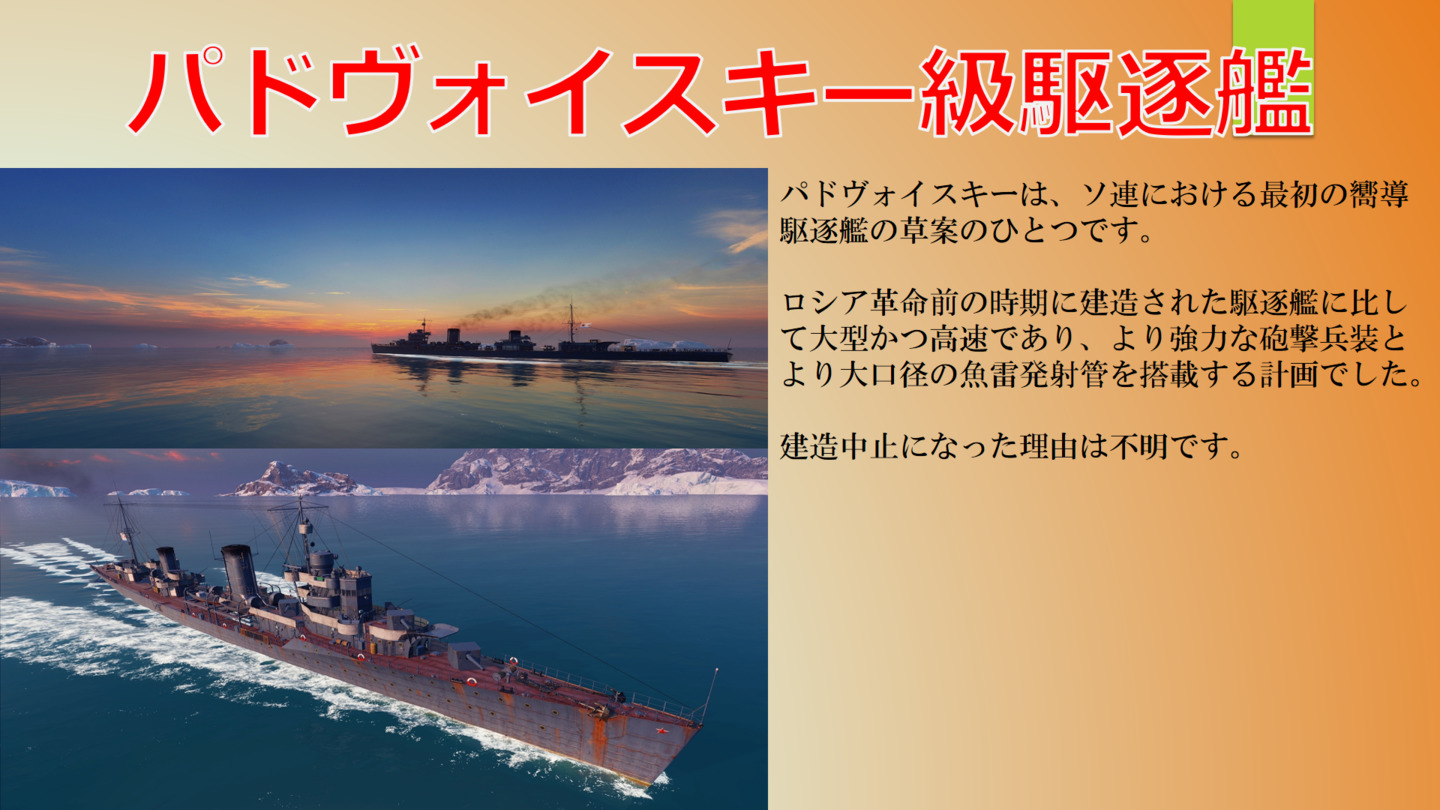 パドヴォイスキー級駆逐艦
パドヴォイスキーは、ソ連における最初の嚮導
駆逐艦の草案のひとつです。
ロシア革命前の時期に建造された駆逐艦に比し
て大型かつ高速であり、より強力な砲撃兵装と
より大口径の魚雷発射管を搭載する計画でした。
建造中止になった理由は不明です。